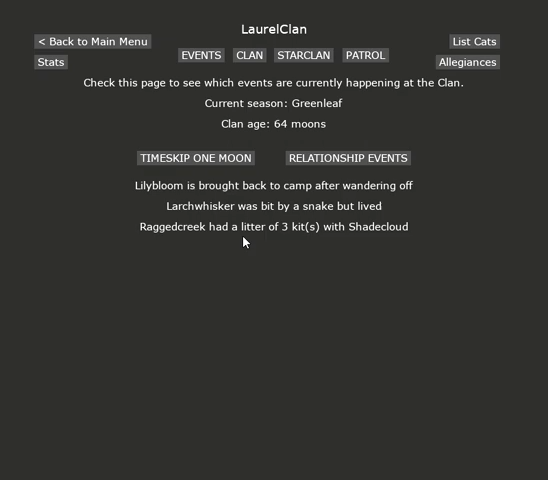 LaurelClan
< Back to Main Menu
List Cats
EVENTS
CLAN
STARCLAN
PATROL
Stats
Allegiances
Check this page to see which events are currently happening at the Clan.
Current season: Greenleaf
Clan age: 64 moons
TIMESKIP ONE MOON
RELATIONSHIP EVENTS
Lilybloom is brought back to camp after wandering off
Larchwhisker was bit by a snake but lived
Raggedcreek had a litter of 3 kit(s) with Shadecloud